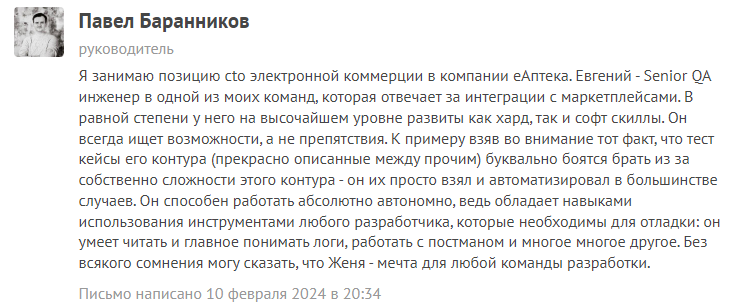 Павел Баранников
руководитель
Я занимаю позицию cto электронной коммерции в компании еАптека. Евгений - Senior QA
инженер в одной из моих команд, которая отвечает за интеграции с маркетплейсами. В
равной степени у него на высочайшем уровне развиты как хард, так и софт скиллы. Он
всегда ищет возможности, а не препятствия. К примеру взяв во внимание тот факт, что тест
кейсы его контура (прекрасно описанные между прочим) буквально боятся брать из за
собственно сложности этого контура - он их просто взял и автоматизировал в большинстве
случаев. Он способен работать абсолютно автономно, ведь обладает навыками
использования инструментами любого разработчика, которые необходимы для отладки: он
умеет читать и главное понимать логи, работать с постманом и многое многое другое. Без
всякого сомнения могу сказать, что Женя - мечта для любой команды разработки.
Письмо написано 10 февраля 2024 в 20:34